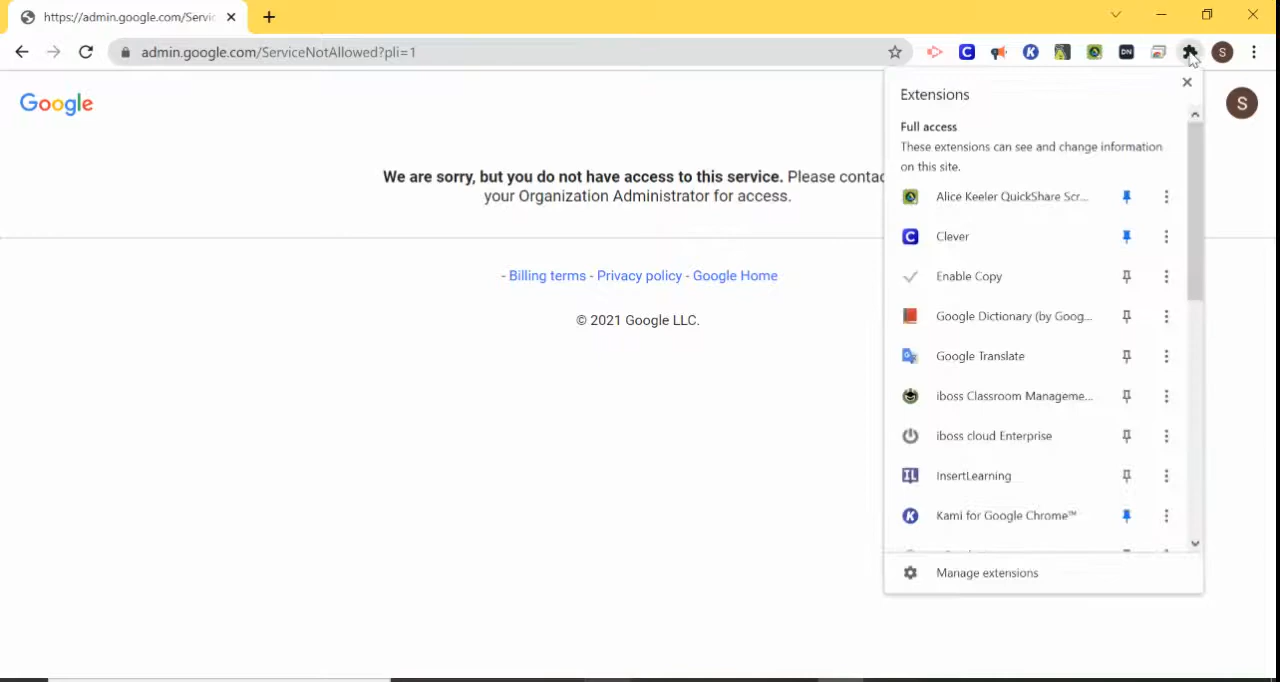 https://admin.google.com/Servic
admin.google.com/ServiceNotAllowed?pli=1
C
K
DN
S
Google
S
We are sorry, but you do not have access to this service. Please contac
your Organization Administrator for access.
- Billing terms - Privacy policy - Google Home
© 2021 Google LLC.
Extensions
Full access
These extensions can see and change information
on this site.
Alice Keeler QuickShare Scr...
C Clever
Enable Copy
Google Dictionary (by Goog...
Google Translate
iboss Classroom Manageme...
iboss cloud Enterprise
IL InsertLearning
K Kami for Google Chrome™
Manage extensions